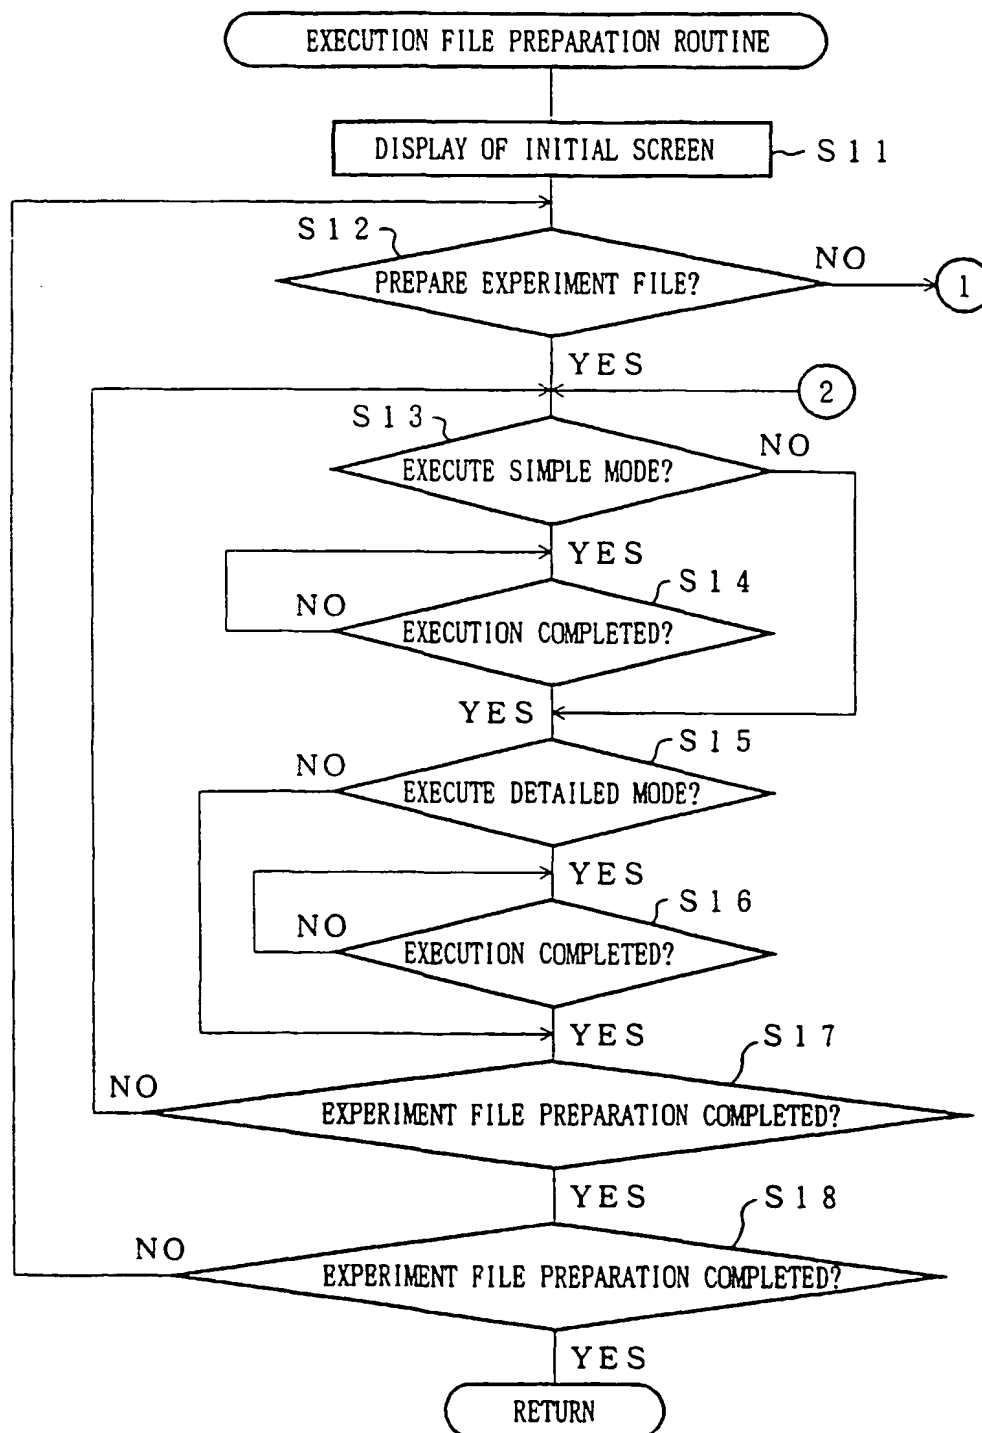 EXECUTION FILE PREPARATION ROUTINE
DISPLAY OF INITIAL SCREEN
S11
S12
PREPARE EXPERIMENT FILE?
NO
1
YES
2
S13
EXECUTE SIMPLE MODE?
NO
YES
S14
NO
EXECUTION COMPLETED?
YES
S15
NO
EXECUTE DETAILED MODE?
YES
S16
NO
EXECUTION COMPLETED?
YES
S17
NO
EXPERIMENT FILE PREPARATION COMPLETED?
YES
S18
NO
EXPERIMENT FILE PREPARATION COMPLETED?
YES
RETURN